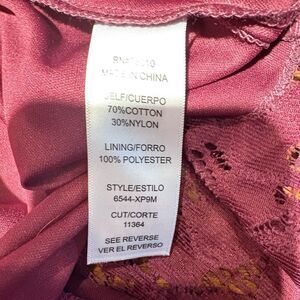 MADE IN CHINA
SELF/CUERPO
70%COTTON
30%NYLON
LINING/FORRO
100% POLYESTER
STYLE/ESTILO
6544-XP9M
CUT/CORTE
11364
SEE REVERSE
VER EL REVERSO